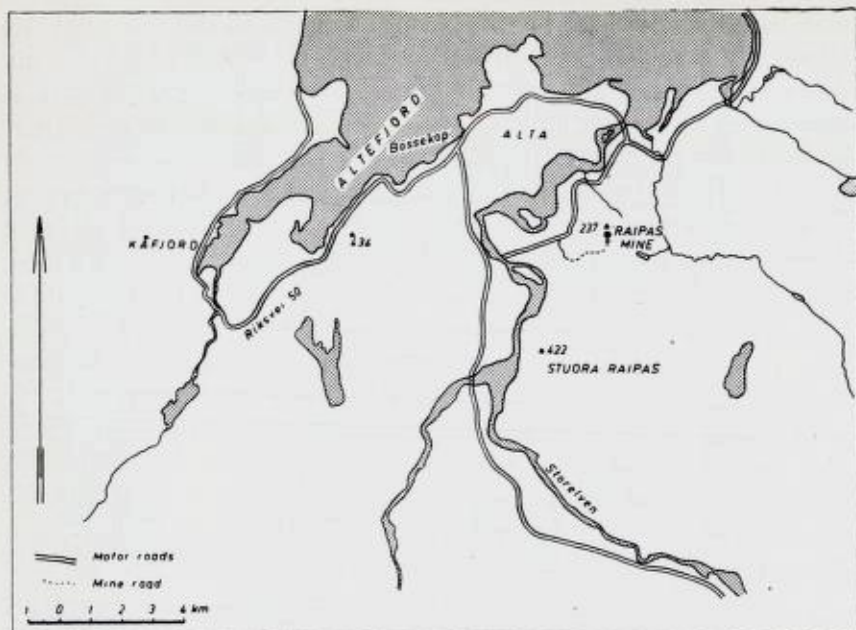 ALTEFJORD
Bossekop
ALTA
KÅFJORD
237
RAIPAS
MINE
Riksvei 50
422
STUORA RAIPAS
Storelven
Motor roads
Mine road
1 0 1 2 3 4 km